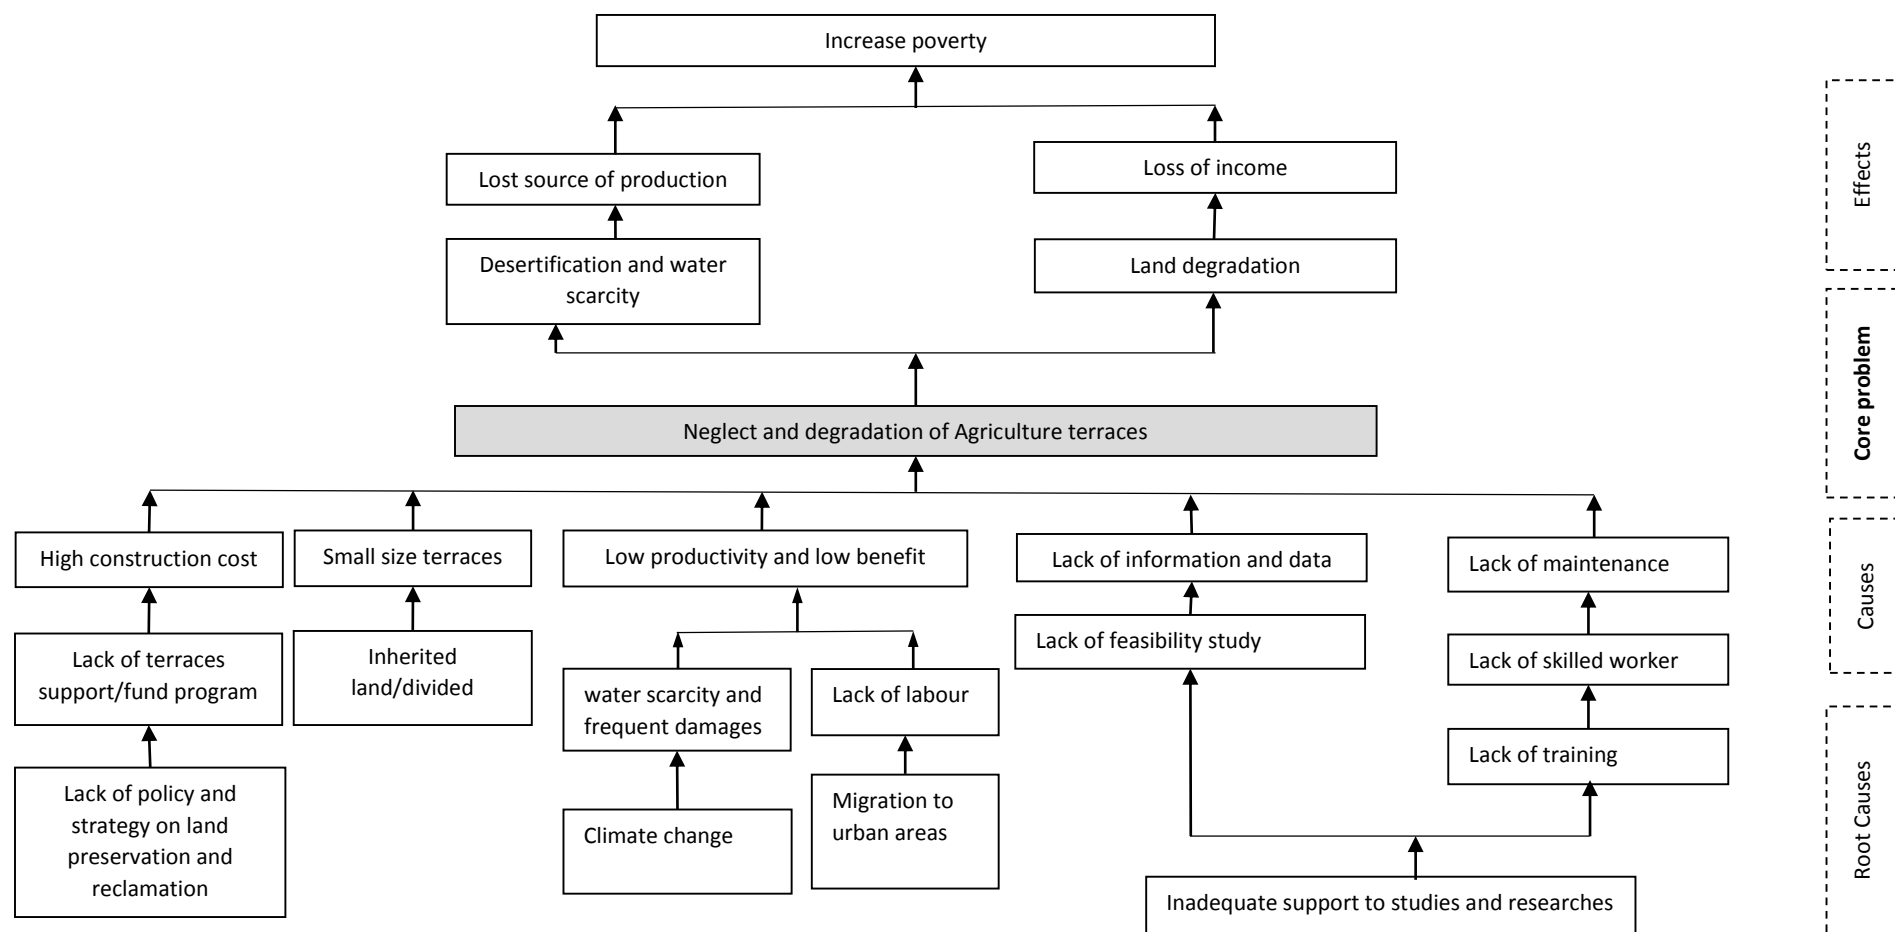 Increase poverty
Lost source of production
Loss of income
Desertification and water
scarcity
Land degradation
Neglect and degradation of Agriculture terraces
High construction cost
Small size terraces
Low productivity and low benefit
Lack of information and data
Lack of maintenance
Lack of terraces
support/fund program
Inherited
land/divided
water scarcity and
frequent damages
Lack of labour
Lack of feasibility study
Lack of skilled worker
Lack of training
Lack of policy and
strategy on land
preservation and
reclamation
Climate change
Migration to
urban areas
Inadequate support to studies and researches
Effects
Core problem
Causes
Root Causes